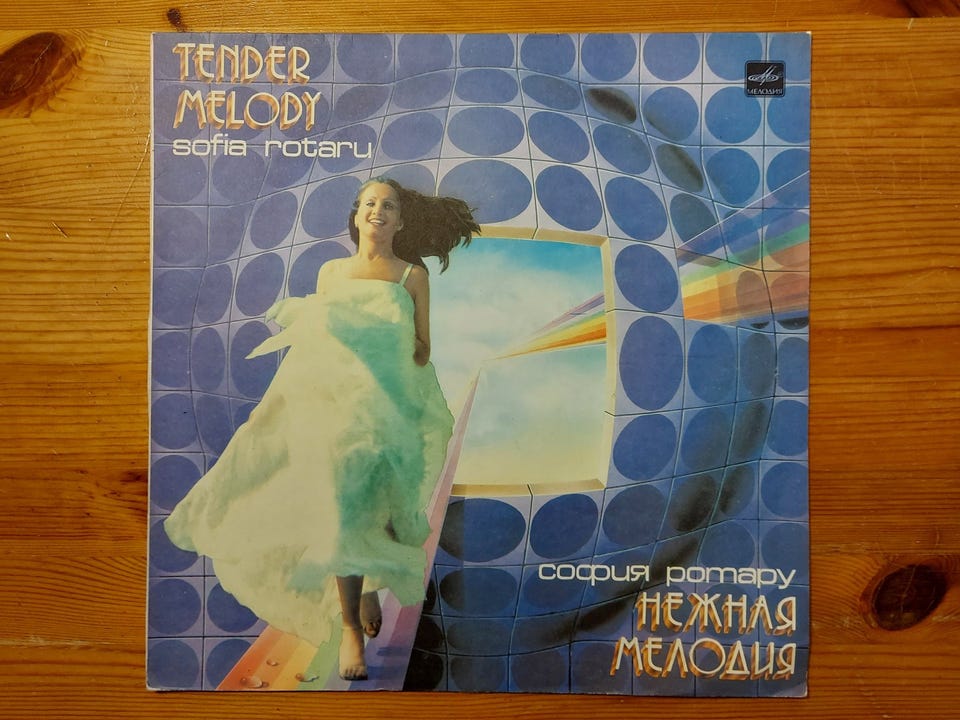 TENDER
MELODY
sofia rotaru
МЕЛОДИЯ
софия ротару
НЕЖНАЯ
МЕЛОДИЯ